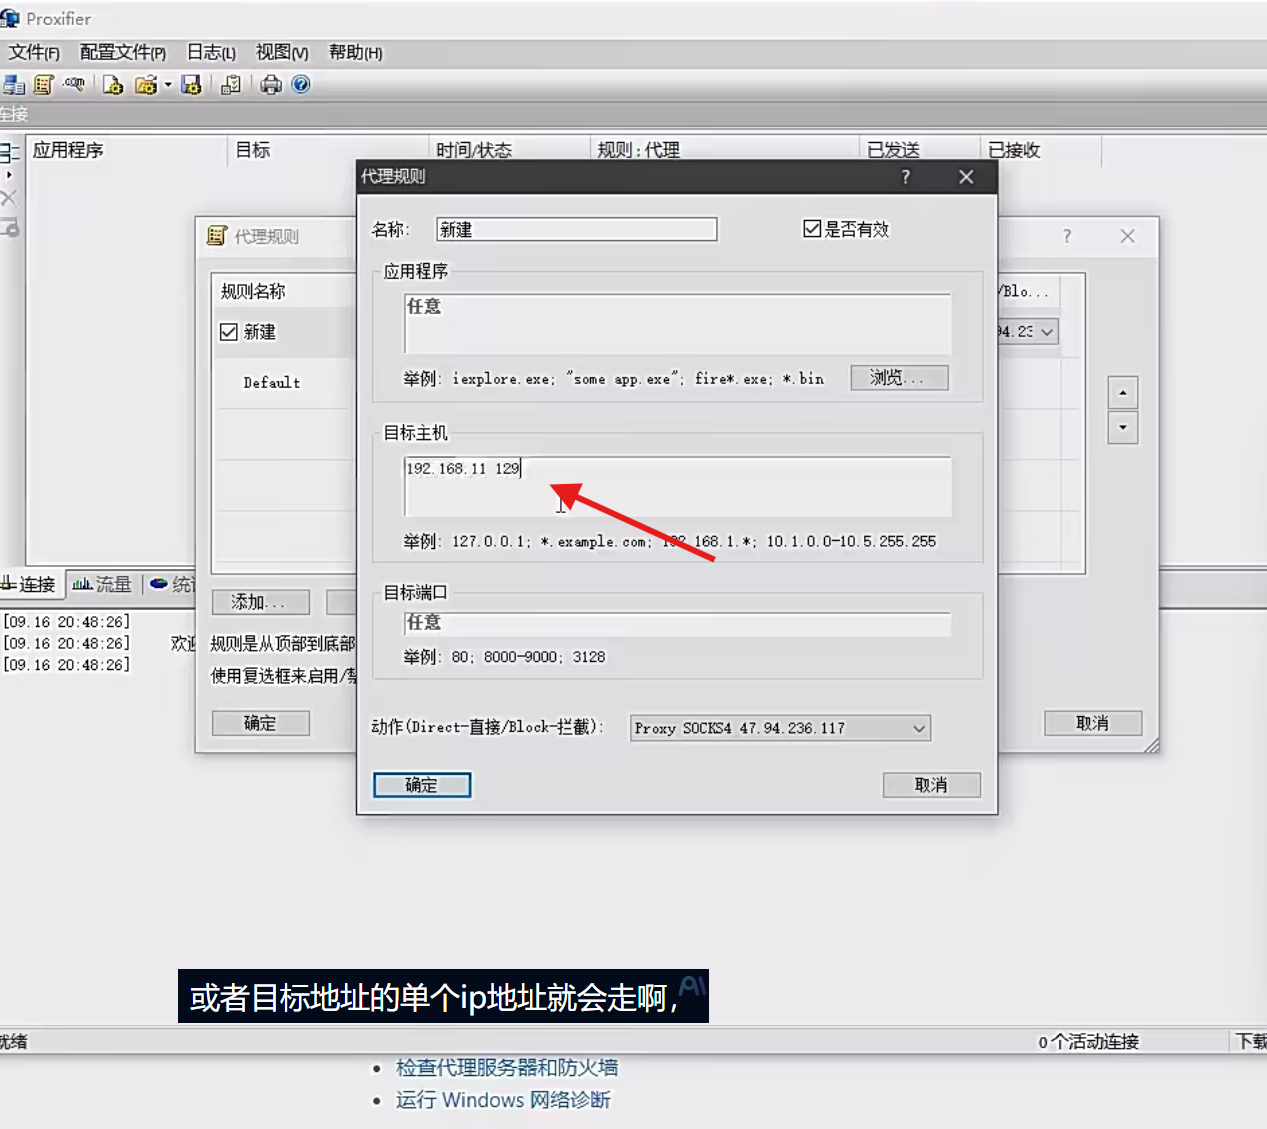 Proxifier
文件(F) 配置文件(P) 日志(L) 视图(V) 帮助(H)
.com
连接
应用程序 目标 时间/状态 规则 : 代理 已发送 已接收
代理规则 ?
名称: 新建 是否有效
代理规则 ?
应用程序
规则名称 /Blo...
任意
新建 94.23
举例: iexplore.exe; "some app.exe"; fire*.exe; *.bin 浏览...
Default
目标主机
192.168.11 129
举例: 127.0.0.1; *.example.com; 192.168.1.*; 10.1.0.0-10.5.255.255
连接 流量 统计
目标端口
添加...
任意
[09.16 20:48:26]
[09.16 20:48:26] 欢迎
规则是从顶部到底部
举例: 80; 8000-9000; 3128
[09.16 20:48:26]
使用复选框来启用/禁
确定 取消
动作(Direct-直接/Block-拦截): Proxy SOCKS4 47.94.236.117
确定 取消
或者目标地址的单个ip地址就会走啊,
AI
就绪 0 个活动连接 下载
检查代理服务器和防火墙
运行 Windows 网络诊断